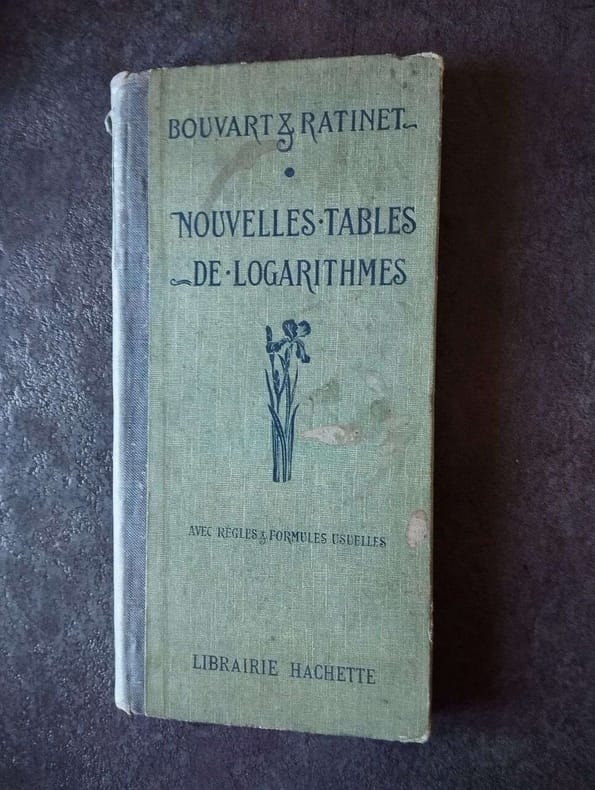 BOUVART & RATINET
NOUVELLES·TABLES
DE·LOGARITHMES
AVEC RÈGLES & FORMULES USUELLES
LIBRAIRIE HACHETTE